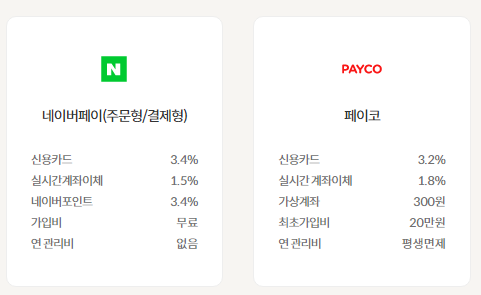 N
네이버페이(주문형/결제형)
신용카드 3.4%
실시간계좌이체 1.5%
네이버포인트 3.4%
가입비 무료
연 관리비 없음
PAYCO
페이코
신용카드 3.2%
실시간 계좌이체 1.8%
가상계좌 300원
최초가입비 20만원
연 관리비 평생면제